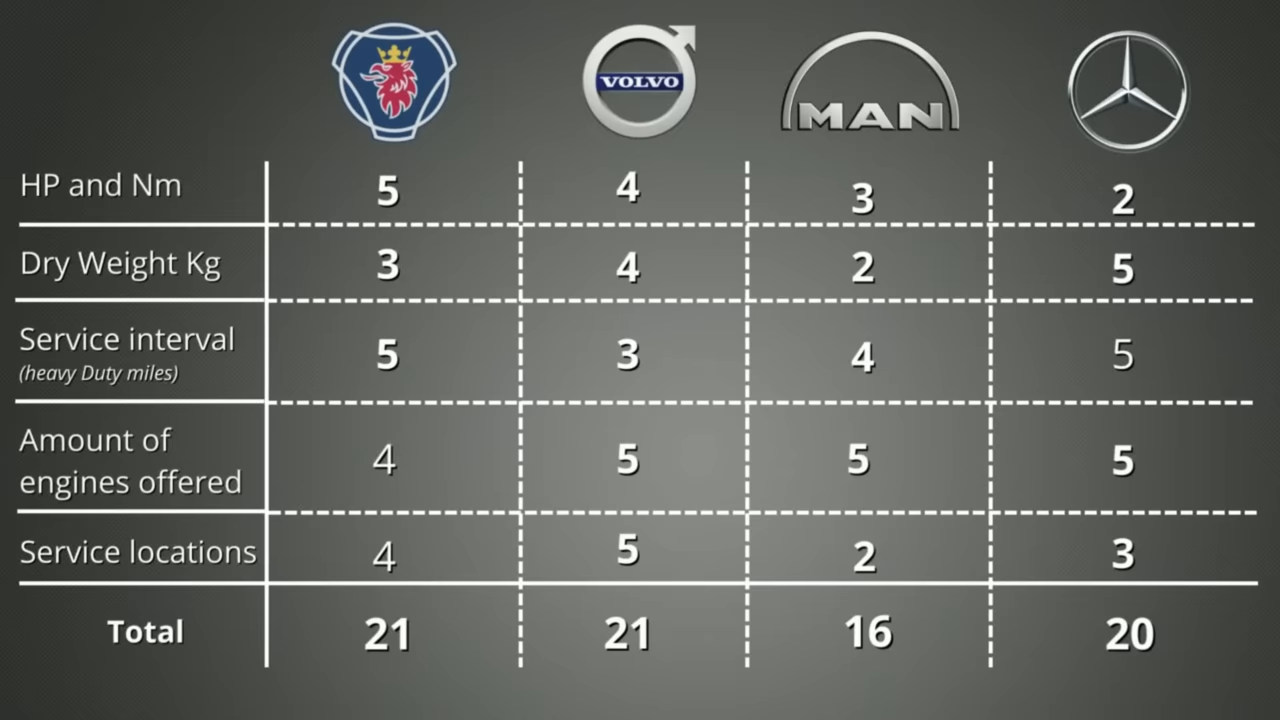 VOLVO MAN
HP and Nm 5 4 3 2
Dry Weight Kg 3 4 2 5
Service interval 5 3 4 5
(heavy Duty miles)
Amount of
engines offered 4 5 5 5
Service locations 4 5 2 3
Total 21 21 16 20